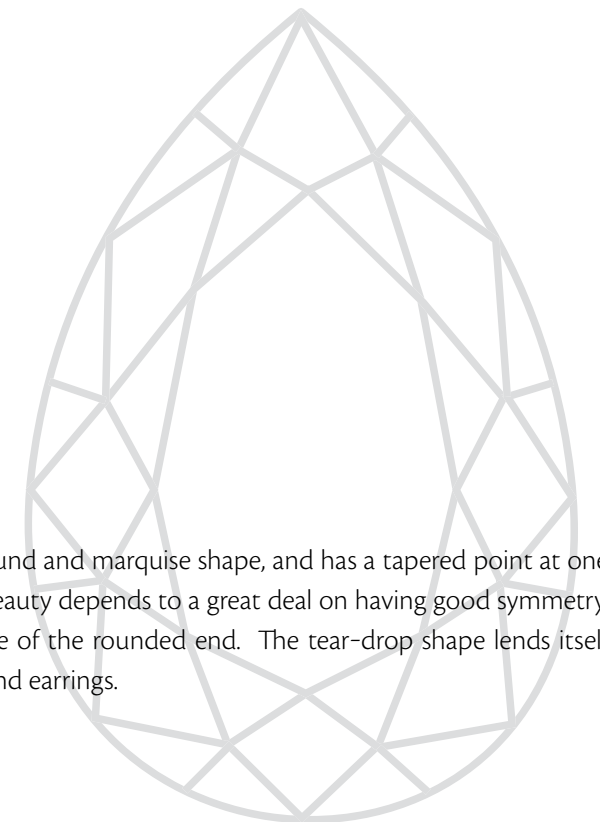 und and marquise shape, and has a tapered point at one
eauty depends to a great deal on having good symmetry
e of the rounded end. The tear-drop shape lends itsel
nd earrings.